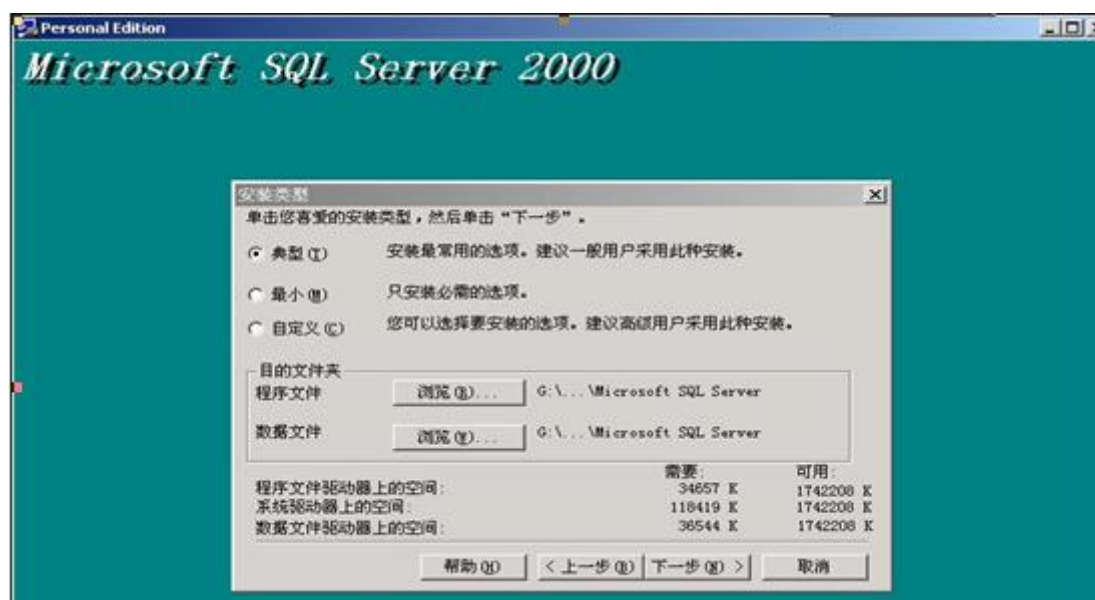 Personal Edition
Microsoft SQL Server 2000
安装类型
单击您喜爱的安装类型，然后单击“下一步”。
典型(T) 安装最常用的选项。建议一般用户采用此种安装。
最小(M) 只安装必需的选项。
自定义(C) 您可以选择要安装的选项。建议高级用户采用此种安装。
目的文件夹
程序文件 浏览(R)... G:\...\Microsoft SQL Server
数据文件 浏览(W)... G:\...\Microsoft SQL Server
需要: 可用:
程序文件驱动器上的空间: 34657 K 1742208 K
系统驱动器上的空间: 118419 K 1742208 K
数据文件驱动器上的空间: 36544 K 1742208 K
帮助(H) < 上一步(B) 下一步(N) > 取消